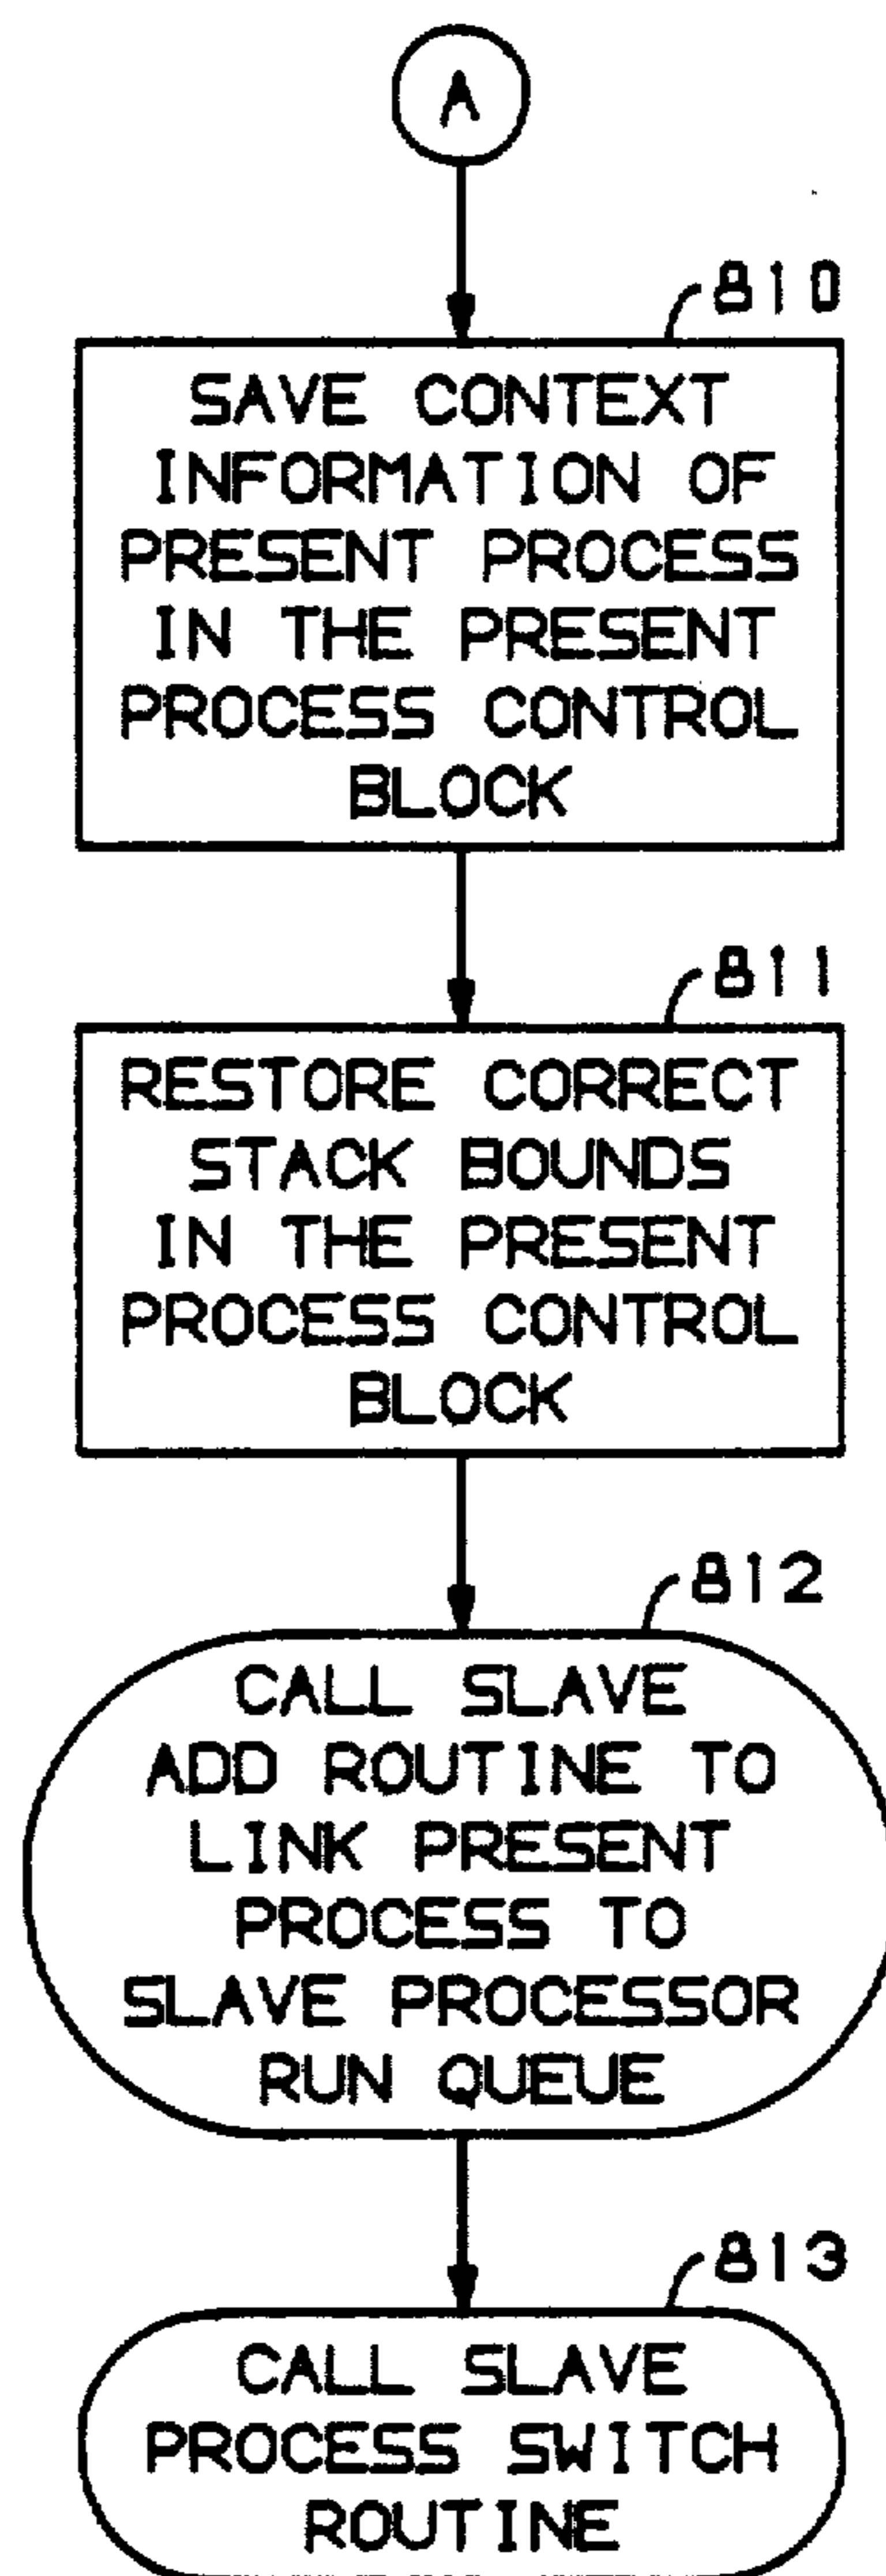 A
810
SAVE CONTEXT
INFORMATION OF
PRESENT PROCESS
IN THE PRESENT
PROCESS CONTROL
BLOCK
811
RESTORE CORRECT
STACK BOUNDS
IN THE PRESENT
PROCESS CONTROL
BLOCK
812
CALL SLAVE
ADD ROUTINE TO
LINK PRESENT
PROCESS TO
SLAVE PROCESSOR
RUN QUEUE
813
CALL SLAVE
PROCESS SWITCH
ROUTINE